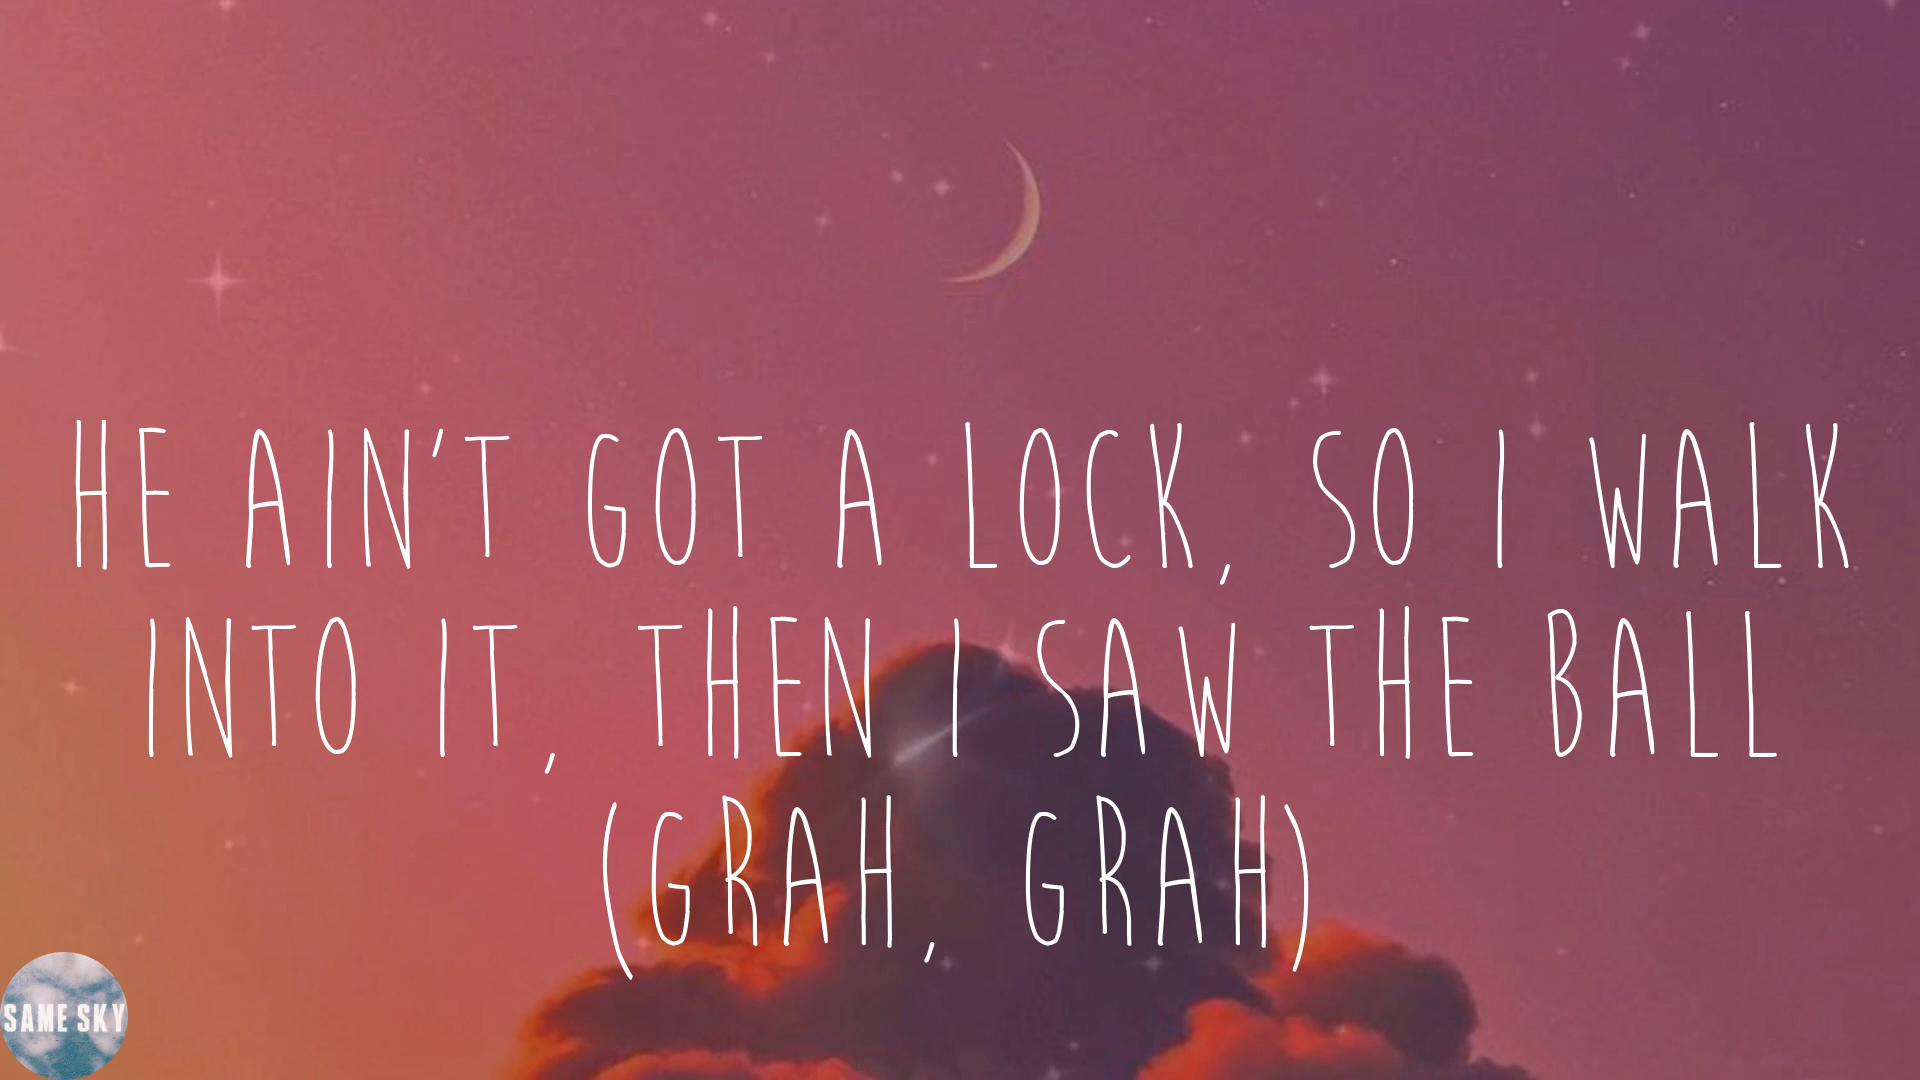 HE AIN'T GOT A LOCK, SO I WALK
INTO IT, THEN I SAW THE BALL
(GRAH, GRAH)
SAME SKY